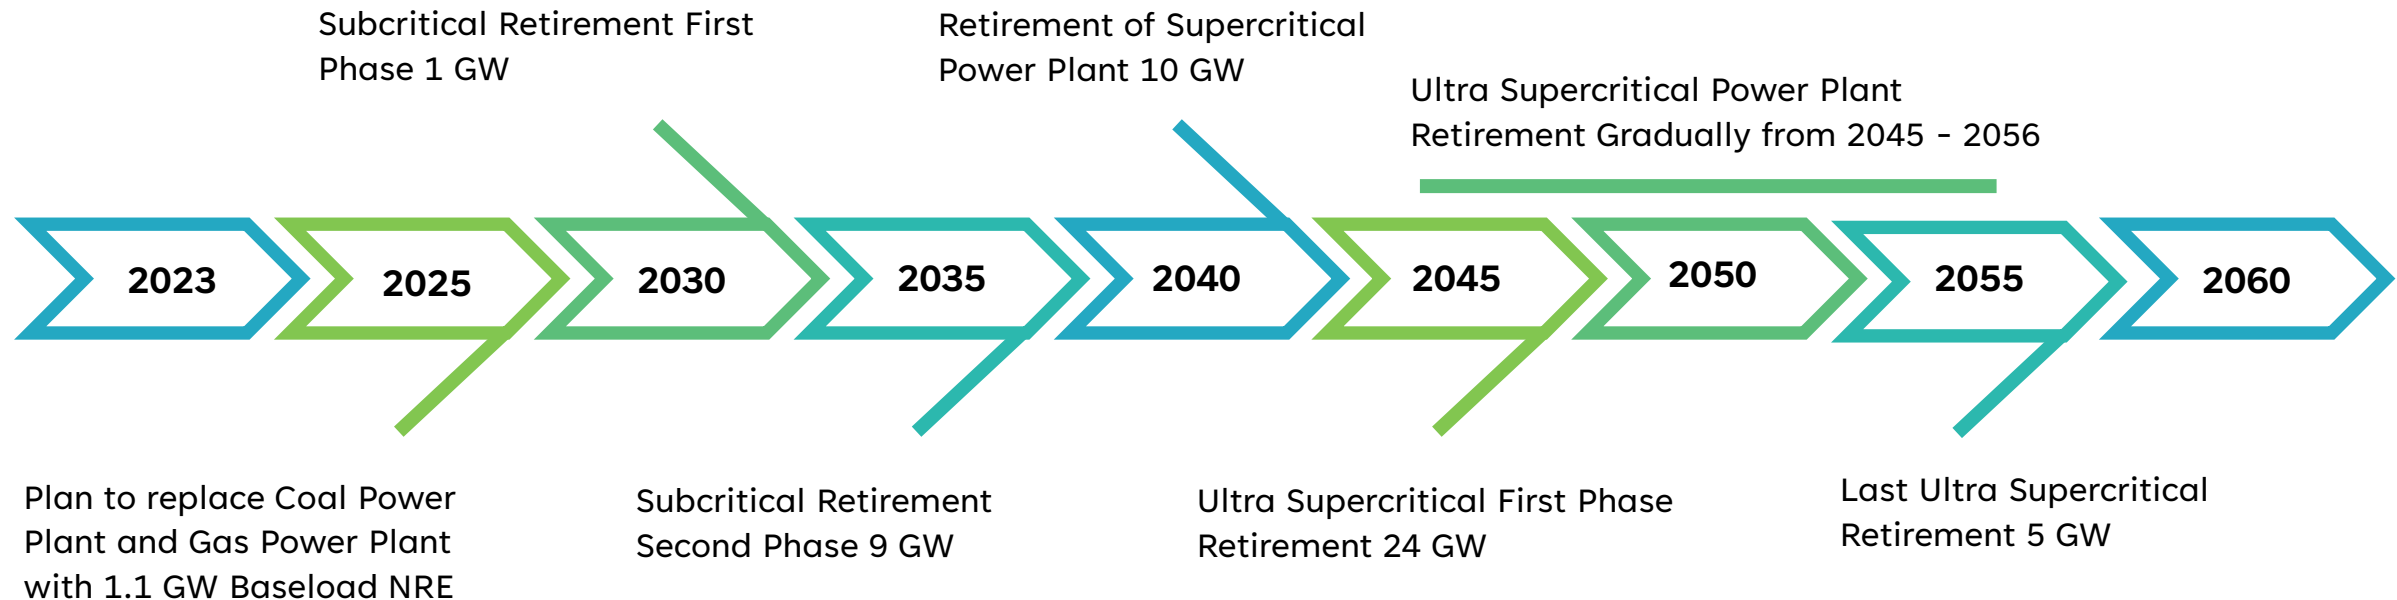 Subcritical Retirement First
Phase 1 GW
Retirement of Supercritical
Power Plant 10 GW
Ultra Supercritical Power Plant
Retirement Gradually from 2045 - 2056
2023
2025
2030
2035
2040
2045
2050
2055
2060
Plan to replace Coal Power
Plant and Gas Power Plant
with 1.1 GW Baseload NRE
Subcritical Retirement
Second Phase 9 GW
Ultra Supercritical First Phase
Retirement 24 GW
Last Ultra Supercritical
Retirement 5 GW